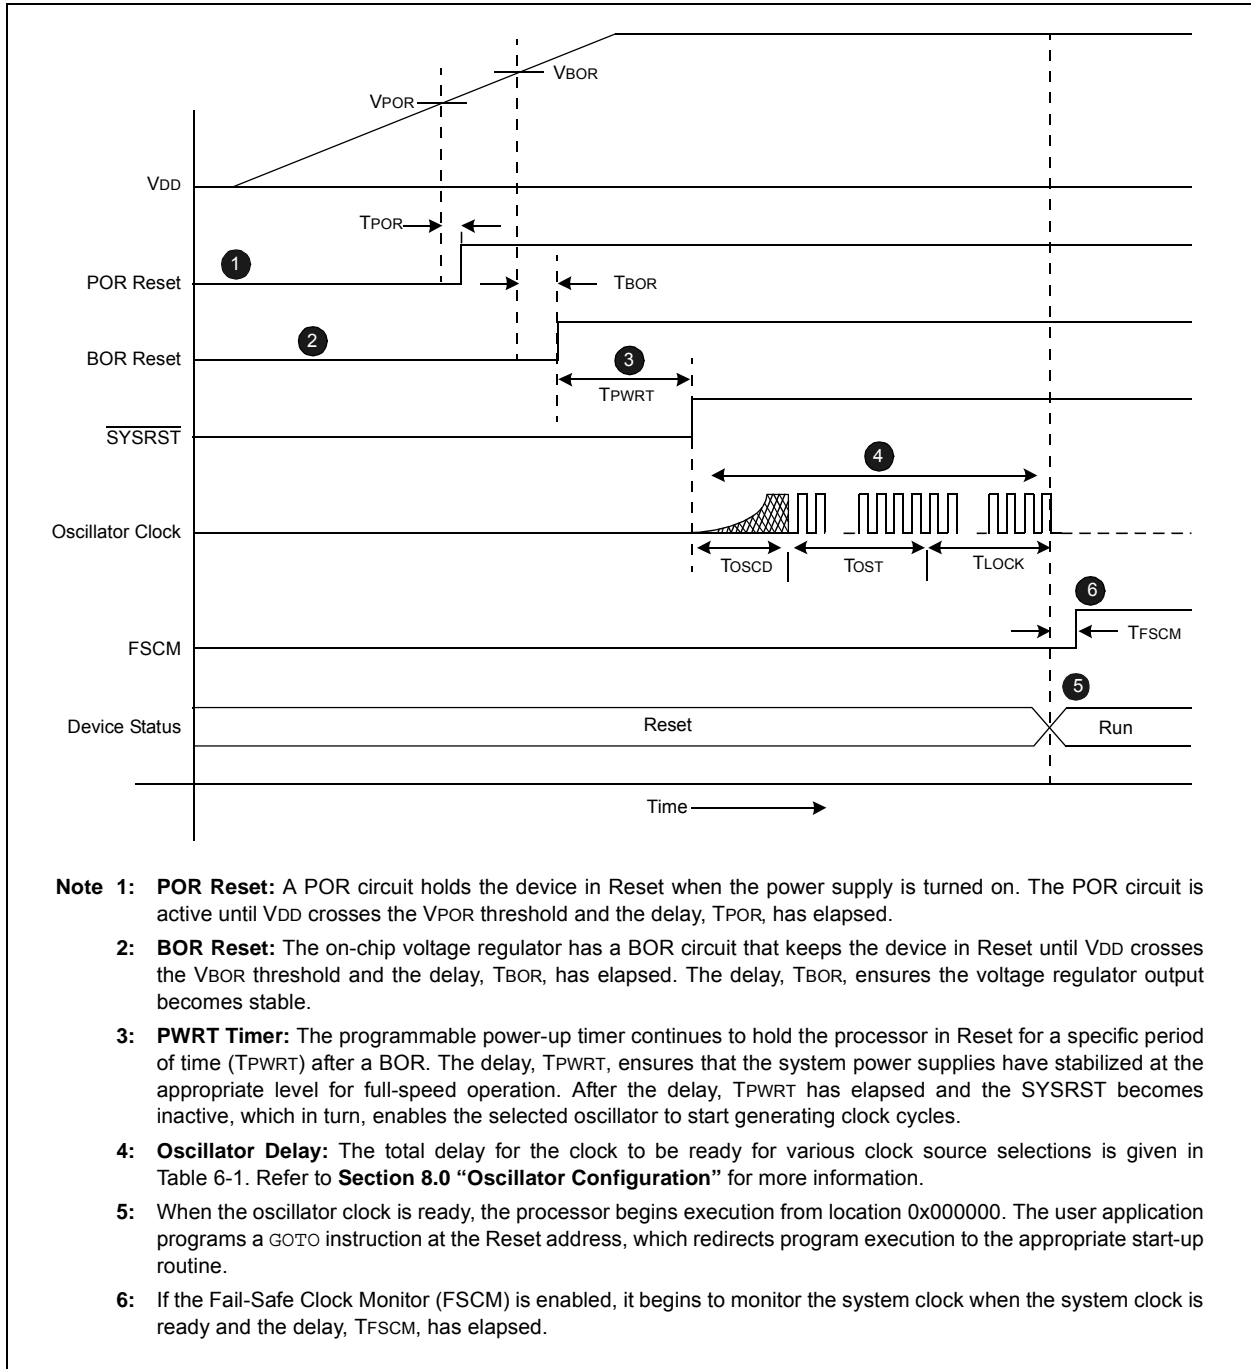 VBOR
VPOR
VDD
TPOR
1
POR Reset
TBOR
2
BOR Reset
3
TPWRT
SYSRST
4
Oscillator Clock
TOSCD
TOST
TLOCK
6
TFSCM
FSCM
5
Device Status
Reset
Run
Time
Note 1: POR Reset: A POR circuit holds the device in Reset when the power supply is turned on. The POR circuit is
active until VDD crosses the VPOR threshold and the delay, TPOR, has elapsed.
2: BOR Reset: The on-chip voltage regulator has a BOR circuit that keeps the device in Reset until VDD crosses
the VBOR threshold and the delay, TBOR, has elapsed. The delay, TBOR, ensures the voltage regulator output
becomes stable.
3: PWRT Timer: The programmable power-up timer continues to hold the processor in Reset for a specific period
of time (TPWRT) after a BOR. The delay, TPWRT, ensures that the system power supplies have stabilized at the
appropriate level for full-speed operation. After the delay, TPWRT has elapsed and the SYSRST becomes
inactive, which in turn, enables the selected oscillator to start generating clock cycles.
4: Oscillator Delay: The total delay for the clock to be ready for various clock source selections is given in
Table 6-1. Refer to Section 8.0 “Oscillator Configuration” for more information.
5: When the oscillator clock is ready, the processor begins execution from location 0x000000. The user application
programs a GOTO instruction at the Reset address, which redirects program execution to the appropriate start-up
routine.
6: If the Fail-Safe Clock Monitor (FSCM) is enabled, it begins to monitor the system clock when the system clock is
ready and the delay, TFSCM, has elapsed.